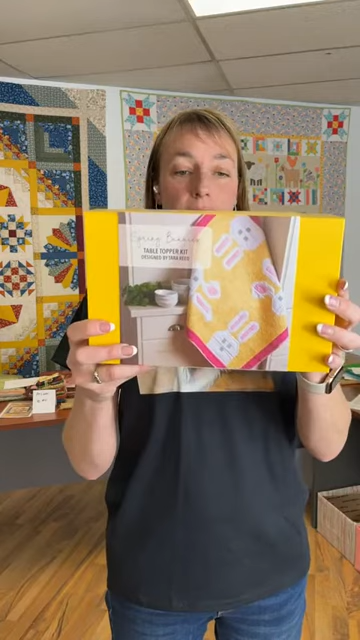 Spring Bunnies
TABLE TOPPER KIT
DESIGNED BY TARA REED